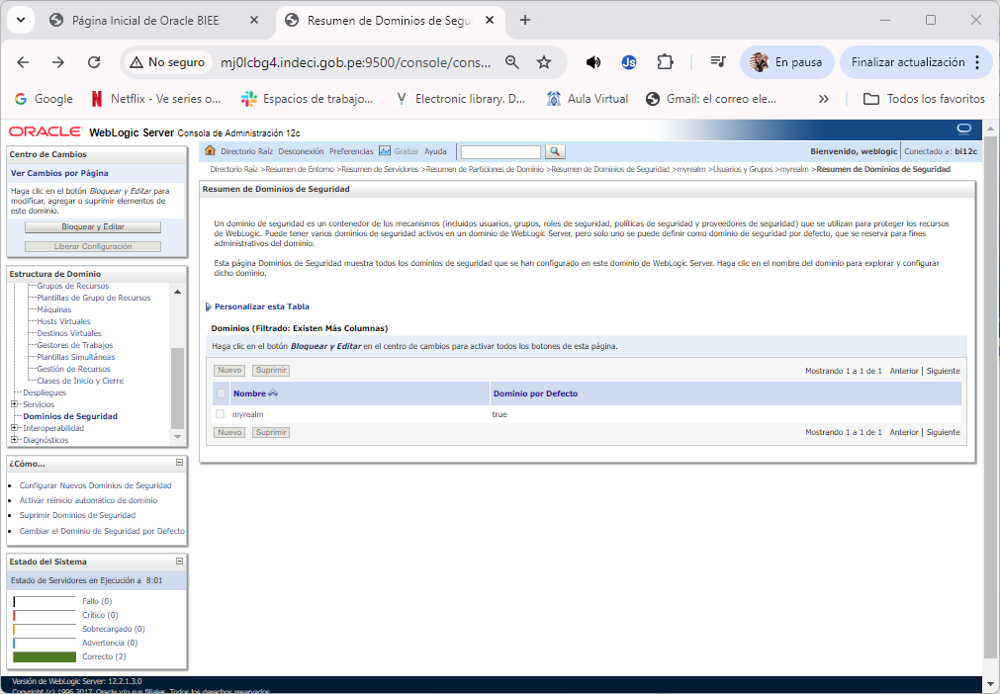 Página Inicial de Oracle BIEE
Resumen de Dominios de Segu
No seguro
mj0lcbg4.indeci.gob.pe:9500/console/cons...
Js
En pausa
Finalizar actualización
Google
Netflix - Ve series o...
Espacios de trabajo...
Electronic library. D...
Aula Virtual
Gmail: el correo ele...
Todos los favoritos
ORACLE WebLogic Server Consola de Administración 12c
Centro de Cambios
Ver Cambios por Página
Haga clic en el botón Bloquear y Editar para
modificar, agregar o suprimir elementos de
este dominio.
Bloquear y Editar
Liberar Configuración
Estructura de Dominio
Grupos de Recursos
Plantillas de Grupo de Recursos
Máquinas
Hosts Virtuales
Destinos Virtuales
Gestores de Trabajos
Plantillas Simultáneas
Gestión de Recursos
Clases de Inicio y Cierre
Despliegues
Servicios
Dominios de Seguridad
Interoperabilidad
Diagnósticos
¿Cómo...
Configurar Nuevos Dominios de Seguridad
Activar reinicio automático de dominio
Suprimir Dominios de Seguridad
Cambiar el Dominio de Seguridad por Defecto
Estado del Sistema
Estado de Servidores en Ejecución a 8:01
Fallo (0)
Crítico (0)
Sobrecargado (0)
Advertencia (0)
Correcto (2)
Directorio Raíz Desconexión Preferencias Grabar Ayuda
Bienvenido, weblogic Conectado a: bi12c
Directorio Raíz >Resumen de Entorno >Resumen de Servidores >Resumen de Particiones de Dominio >Resumen de Dominios de Seguridad >myrealm >Usuarios y Grupos >myrealm >Resumen de Dominios de Seguridad
Resumen de Dominios de Seguridad
Un dominio de seguridad es un contenedor de los mecanismos (incluidos usuarios, grupos, roles de seguridad, políticas de seguridad y proveedores de seguridad) que se utilizan para proteger los recursos
de WebLogic. Puede tener varios dominios de seguridad activos en un dominio de WebLogic Server, pero solo uno se puede definir como dominio de seguridad por defecto, que se reserva para fines
administrativos del dominio.
Esta página Dominios de Seguridad muestra todos los dominios de seguridad que se han configurado en este dominio de WebLogic Server. Haga clic en el nombre del dominio para explorar y configurar
dicho dominio.
Personalizar esta Tabla
Dominios (Filtrado: Existen Más Columnas)
Haga clic en el botón Bloquear y Editar en el centro de cambios para activar todos los botones de esta página.
Nuevo Suprimir Mostrando 1 a 1 de 1 Anterior | Siguiente
Nombre Dominio por Defecto
myrealm true
Nuevo Suprimir Mostrando 1 a 1 de 1 Anterior | Siguiente
Versión de WebLogic Server: 12.2.1.3.0
Copyright (c) 1996,2017, Oracle y/o sus filiales. Todos los derechos reservados.